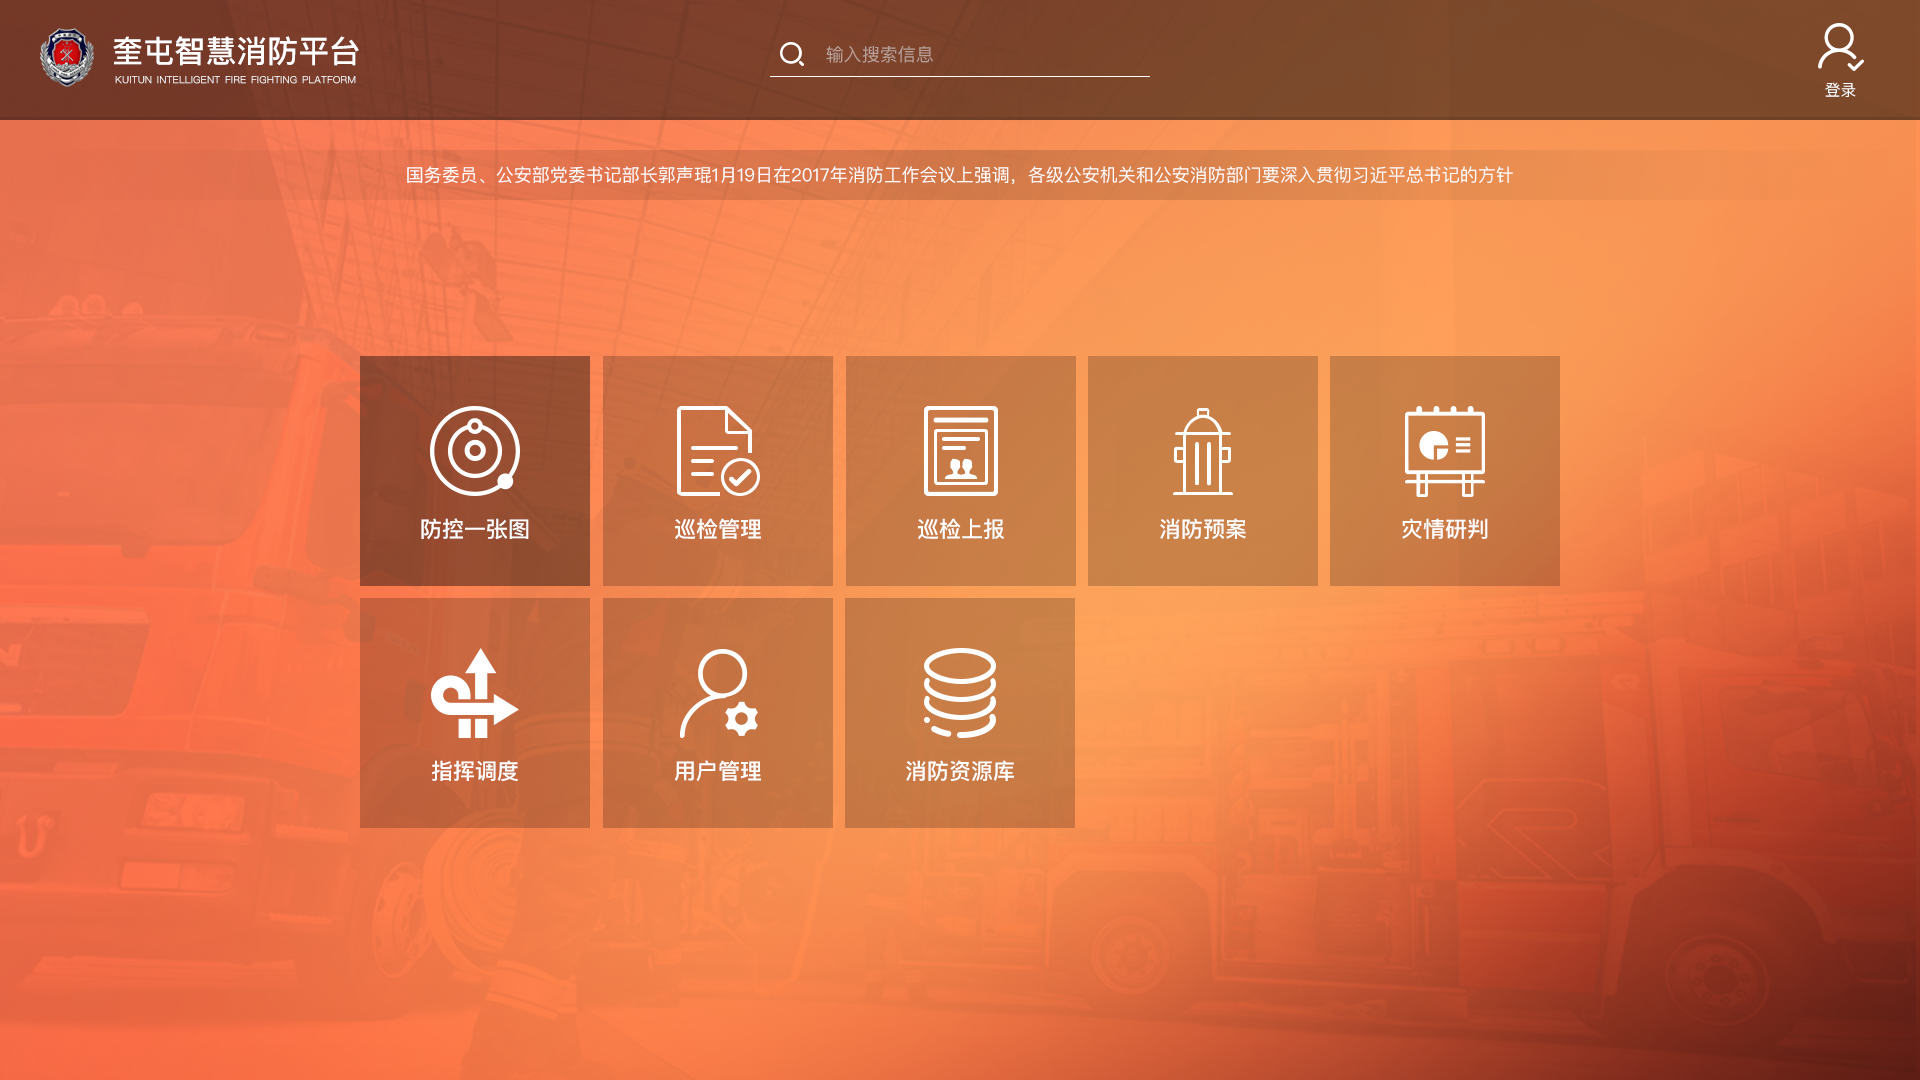 奎屯智慧消防平台
KUITUN INTELLIGENT FIRE FIGHTING PLATFORM
输入搜索信息
登录
国务委员、公安部党委书记部长郭声琨1月19日在2017年消防工作会议上强调，各级公安机关和公安消防部门要深入贯彻习近平总书记的方针
防控一张图
巡检管理
巡检上报
消防预案
灾情研判
指挥调度
用户管理
消防资源库